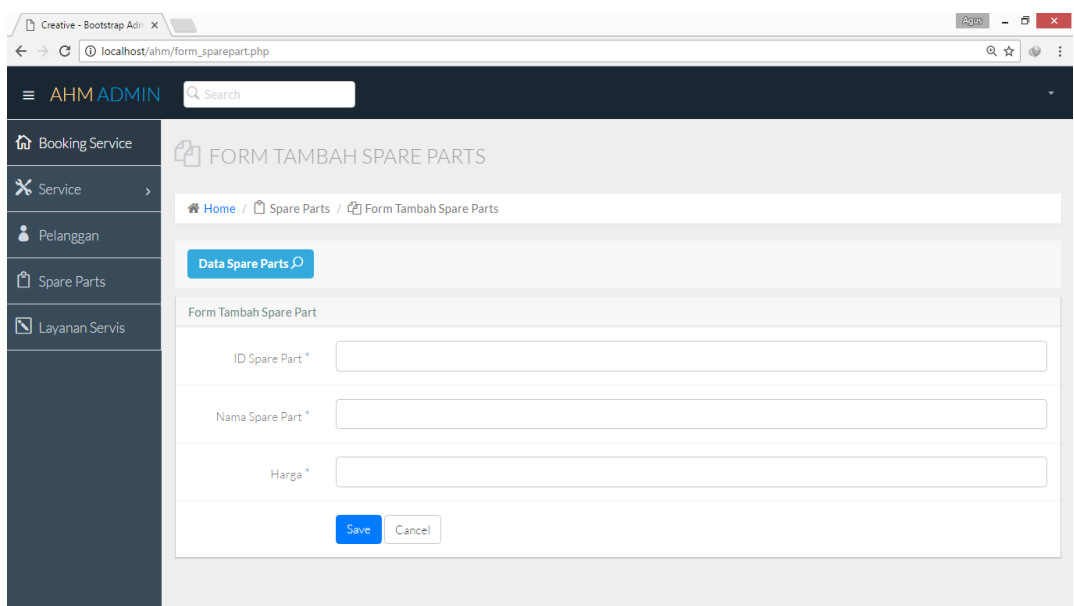 Creative - Bootstrap Adm
Agus
localhost/ahm/form_sparepart.php
AHM ADMIN
Search
Booking Service
Service
Pelanggan
Spare Parts
Layanan Servis
FORM TAMBAH SPARE PARTS
Home / Spare Parts / Form Tambah Spare Parts
Data Spare Parts
Form Tambah Spare Part
ID Spare Part *
Nama Spare Part *
Harga *
Save Cancel